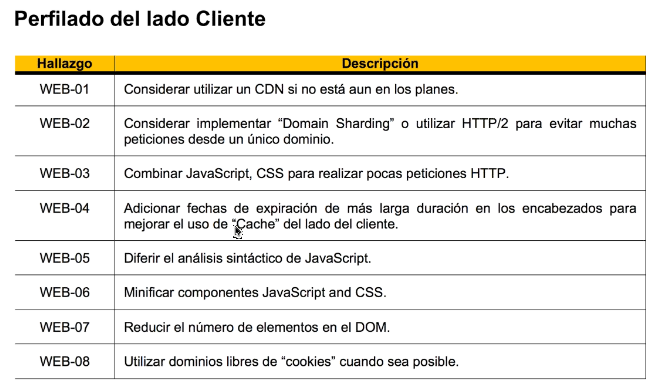 Perfilado del lado Cliente
Hallazgo Descripción
WEB-01 Considerar utilizar un CDN si no está aun en los planes.
WEB-02 Considerar implementar “Domain Sharding” o utilizar HTTP/2 para evitar muchas
peticiones desde un único dominio.
WEB-03 Combinar JavaScript, CSS para realizar pocas peticiones HTTP.
WEB-04 Adicionar fechas de expiración de más larga duración en los encabezados para
mejorar el uso de “Cache” del lado del cliente.
WEB-05 Diferir el análisis sintáctico de JavaScript.
WEB-06 Minificar componentes JavaScript and CSS.
WEB-07 Reducir el número de elementos en el DOM.
WEB-08 Utilizar dominios libres de “cookies” cuando sea posible.